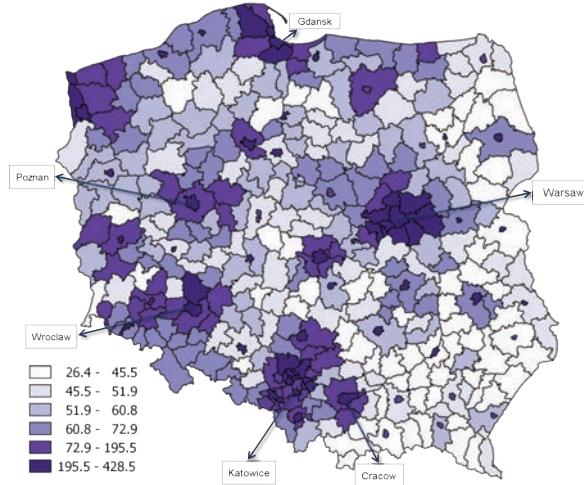 Gdansk
Poznan
Warsaw
Wroclaw
26.4 - 45.5
45.5 - 51.9
51.9 - 60.8
60.8 - 72.9
72.9 - 195.5
195.5 - 428.5
Katowice
Cracow